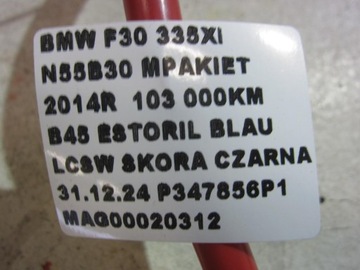 BMW F30 335Xi
N55B30 MPAKIET
2014R 103 000KM
B45 ESTORIL BLAU
LCSW SKORA CZARNA
31.12.24 P347856P1
MAG00020312